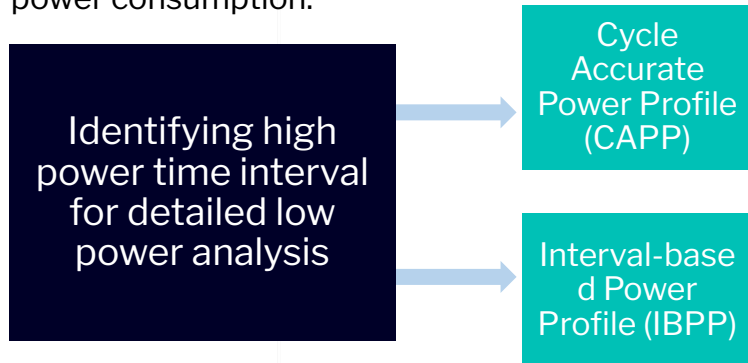 power consumption.
Identifying high
power time interval
for detailed low
power analysis
Cycle
Accurate
Power Profile
(CAPP)
Interval-base
d Power
Profile (IBPP)